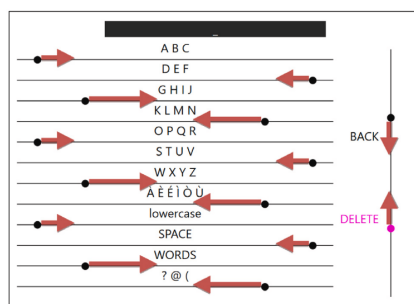 _
A B C
D E F
G H I J
K L M N
O P Q R
S T U V
W X Y Z
À È É Ì Ò Ù
lowercase
SPACE
WORDS
? @ (
BACK
DELETE